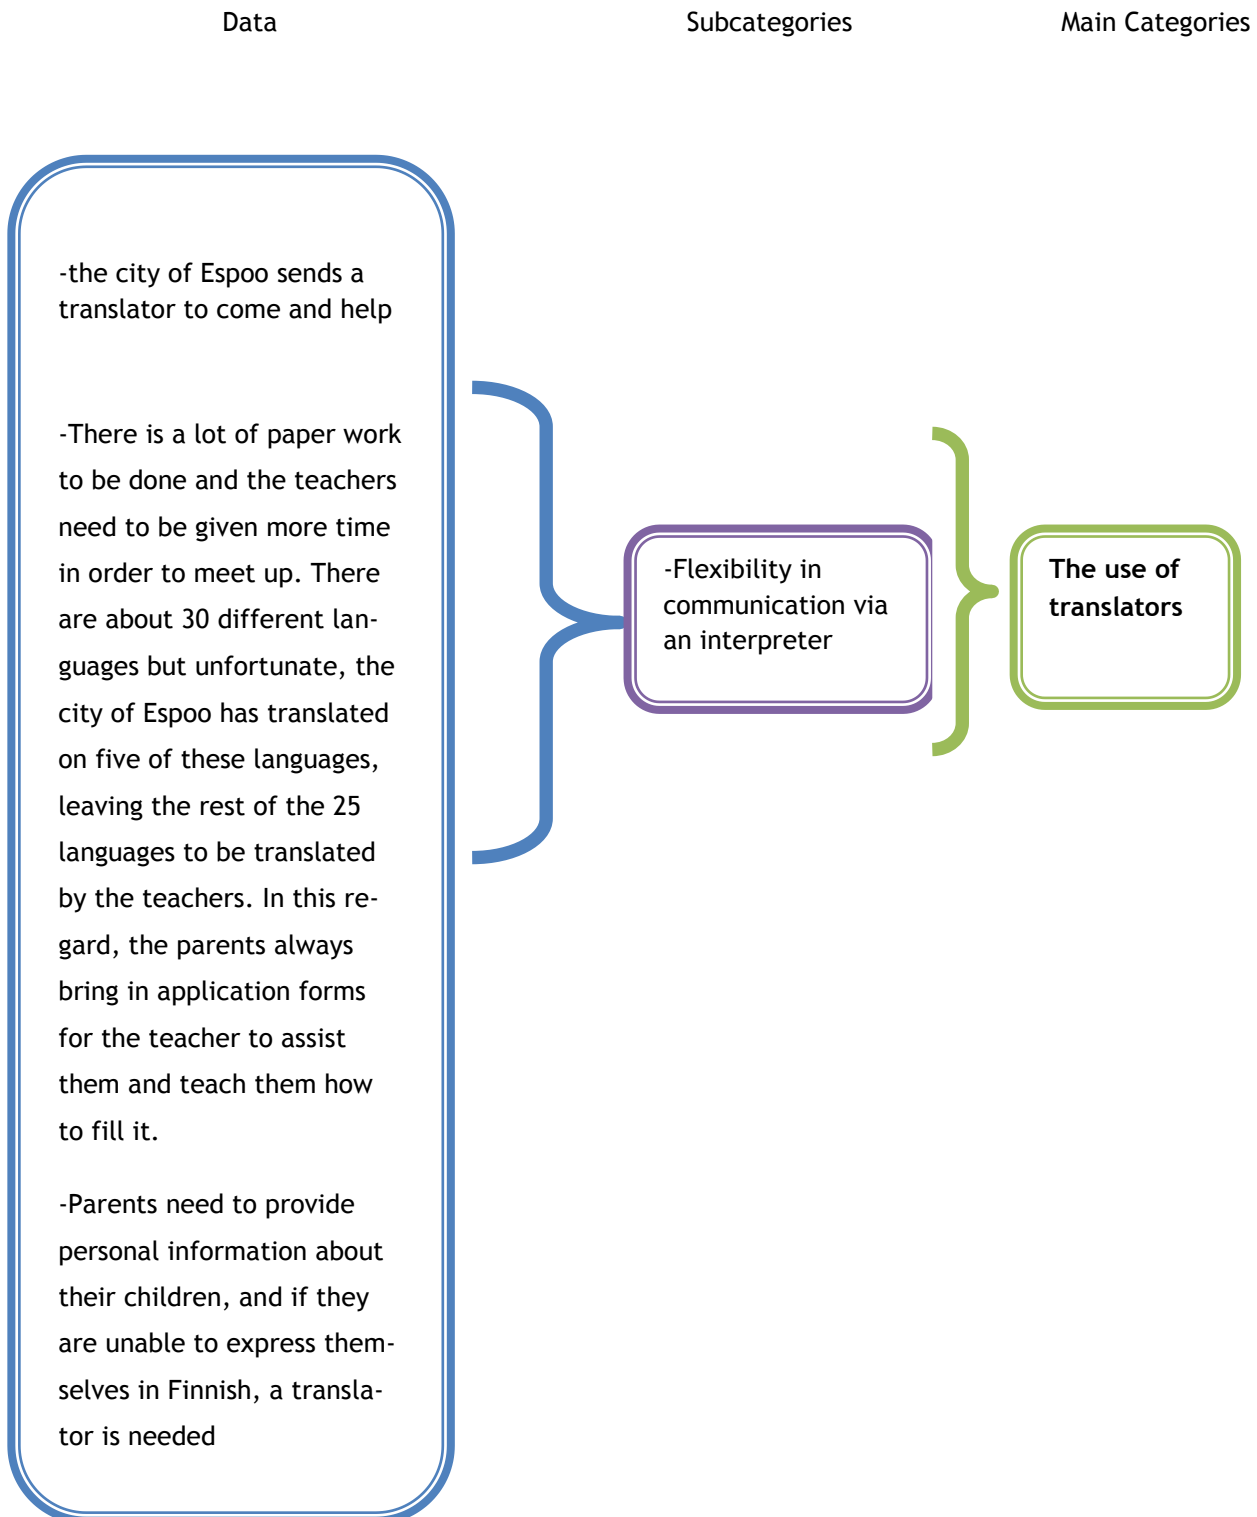 Data Subcategories Main Categories
-the city of Espoo sends a
translator to come and help
-There is a lot of paper work
to be done and the teachers
need to be given more time
in order to meet up. There
are about 30 different lan-
guages but unfortunate, the
city of Espoo has translated
on five of these languages,
leaving the rest of the 25
languages to be translated
by the teachers. In this re-
gard, the parents always
bring in application forms
for the teacher to assist
them and teach them how
to fill it.
-Parents need to provide
personal information about
their children, and if they
are unable to express them-
selves in Finnish, a transla-
tor is needed
-Flexibility in
communication via
an interpreter
The use of
translators